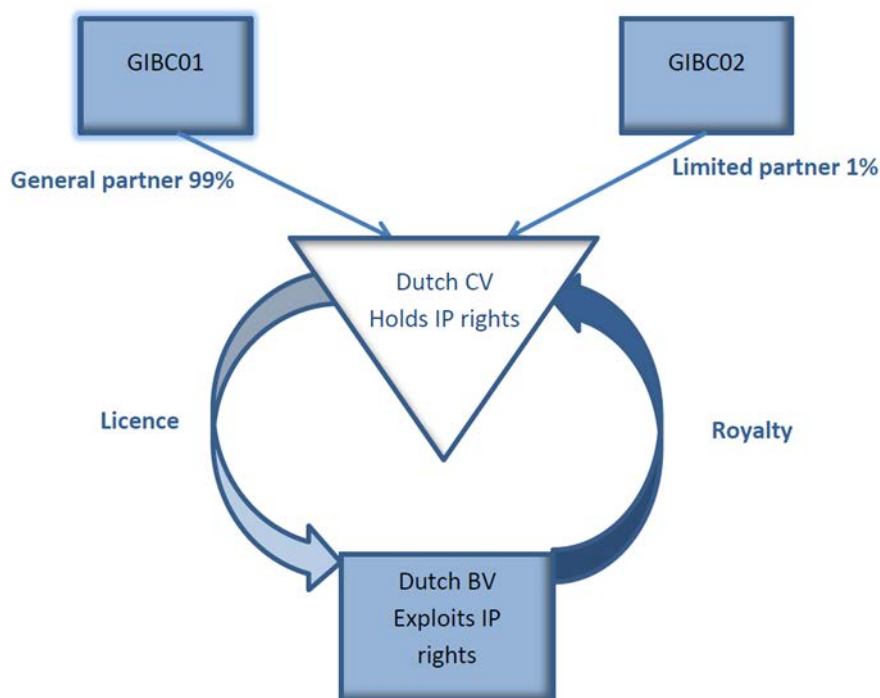 GIBC01
GIBC02
General partner 99%
Limited partner 1%
Dutch CV
Holds IP rights
Licence
Royalty
Dutch BV
Exploits IP
rights